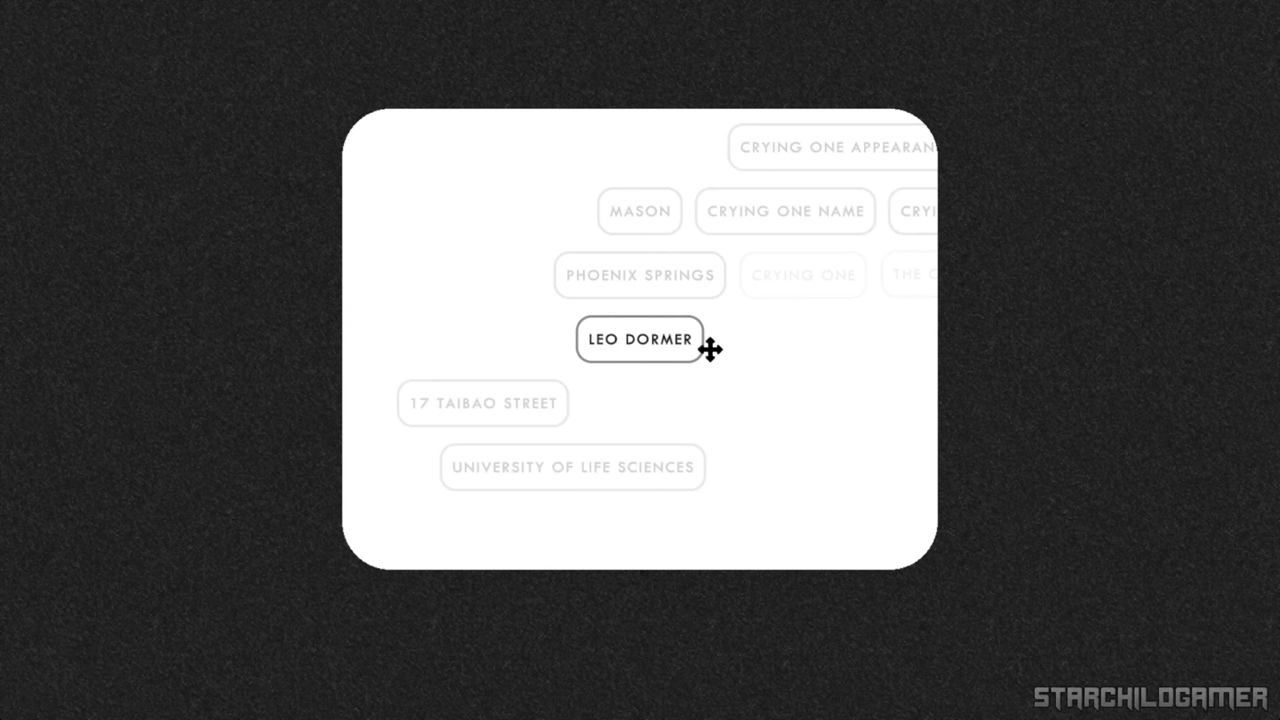 CRYING ONE APPEARAN
MASON CRYING ONE NAME CRYI
PHOENIX SPRINGS CRYING ONE THE C
LEO DORMER
17 TAIBAO STREET
UNIVERSITY OF LIFE SCIENCES
STARCHILDGAMER